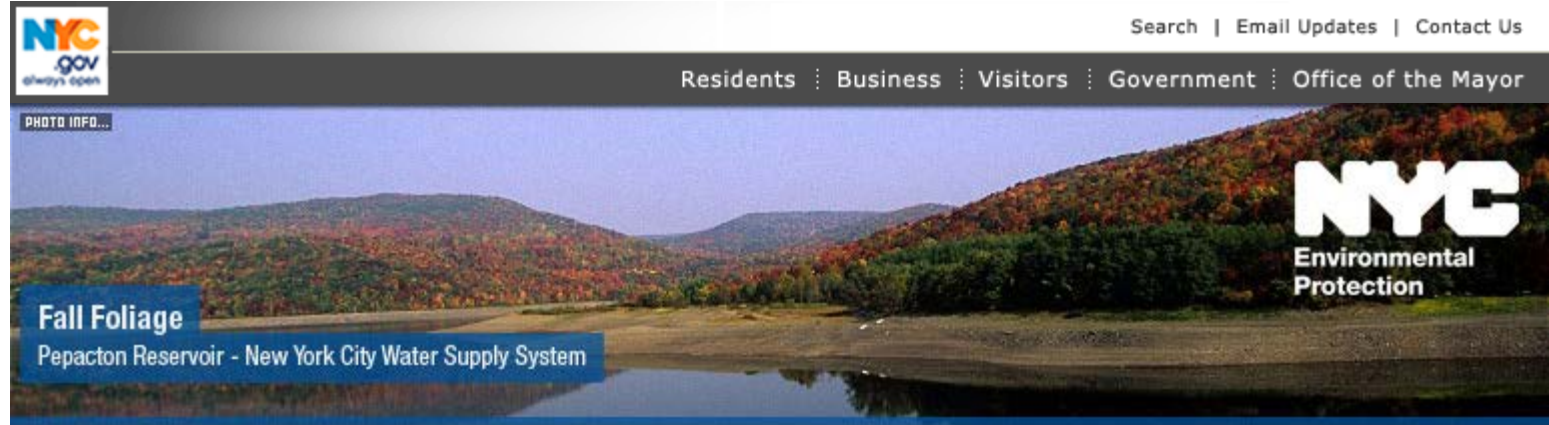 NYC
.gov
always open
Search | Email Updates | Contact Us
Residents Business Visitors Government Office of the Mayor
PHOTO INFO...
NYC
Environmental
Protection
Fall Foliage
Pepacton Reservoir - New York City Water Supply System